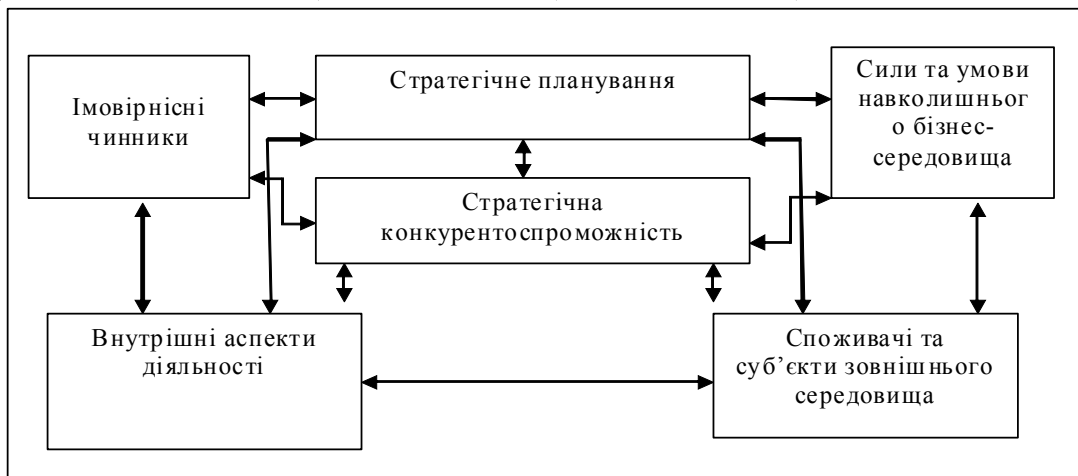 Імовірнісні
чинники
Стратегічне планування
Сили та умови
навколишньог
о бізнес-
середовища
Стратегічна
конкурентоспроможність
Внутрішні аспекти
діяльності
Споживачі та
суб’єкти зовнішнього
середовища